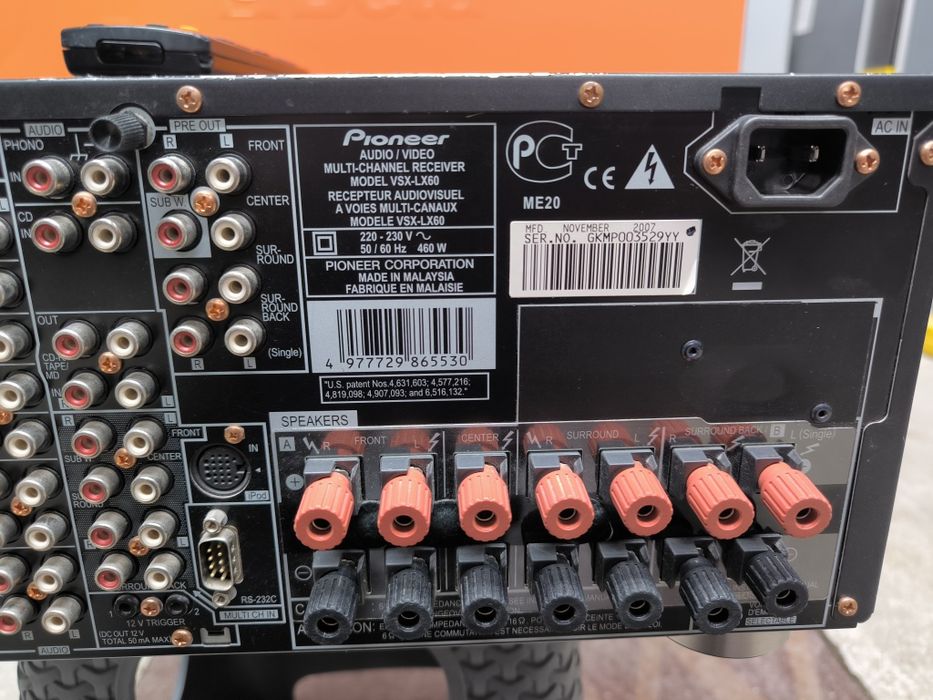 AUDIO
PHONO
IN
CD
IN
OUT
CD-R/
TAPE/
MD
IN
R
L
PRE OUT
R
L
FRONT
SUB W.
CENTER
SUR-
ROUND
SUR-
ROUND
BACK
R
L
(Single)
Pioneer
AUDIO / VIDEO
MULTI-CHANNEL RECEIVER
MODEL VSX-LX60
RECEPTEUR AUDIOVISUEL
A VOIES MULTI-CANAUX
MODELE VSX-LX60
220 - 230 V ~
50 / 60 Hz 460 W
PIONEER CORPORATION
MADE IN MALAYSIA
FABRIQUE EN MALAISIE
4 977729 865530
"U.S. patent Nos.4,631,603; 4,577,216;
4,819,098; 4,907,093; and 6,516,132."
PCT
CE
ME20
MFD. NOVEMBER 2007
SER.NO. GKMP003529YY
AC IN
SPEAKERS
A
R
FRONT
L
CENTER
R
SURROUND
L
R
SURROUND BACK / B
L (Single)
R
L
FRONT
SUB W.
CENTER
ROUND
R
L
MULTI CH IN
IN
iPod
RS-232C
1
2
12 V TRIGGER
(DC OUT 12 V
TOTAL 50 mA MAX)
AUDIO
SELECTABLE